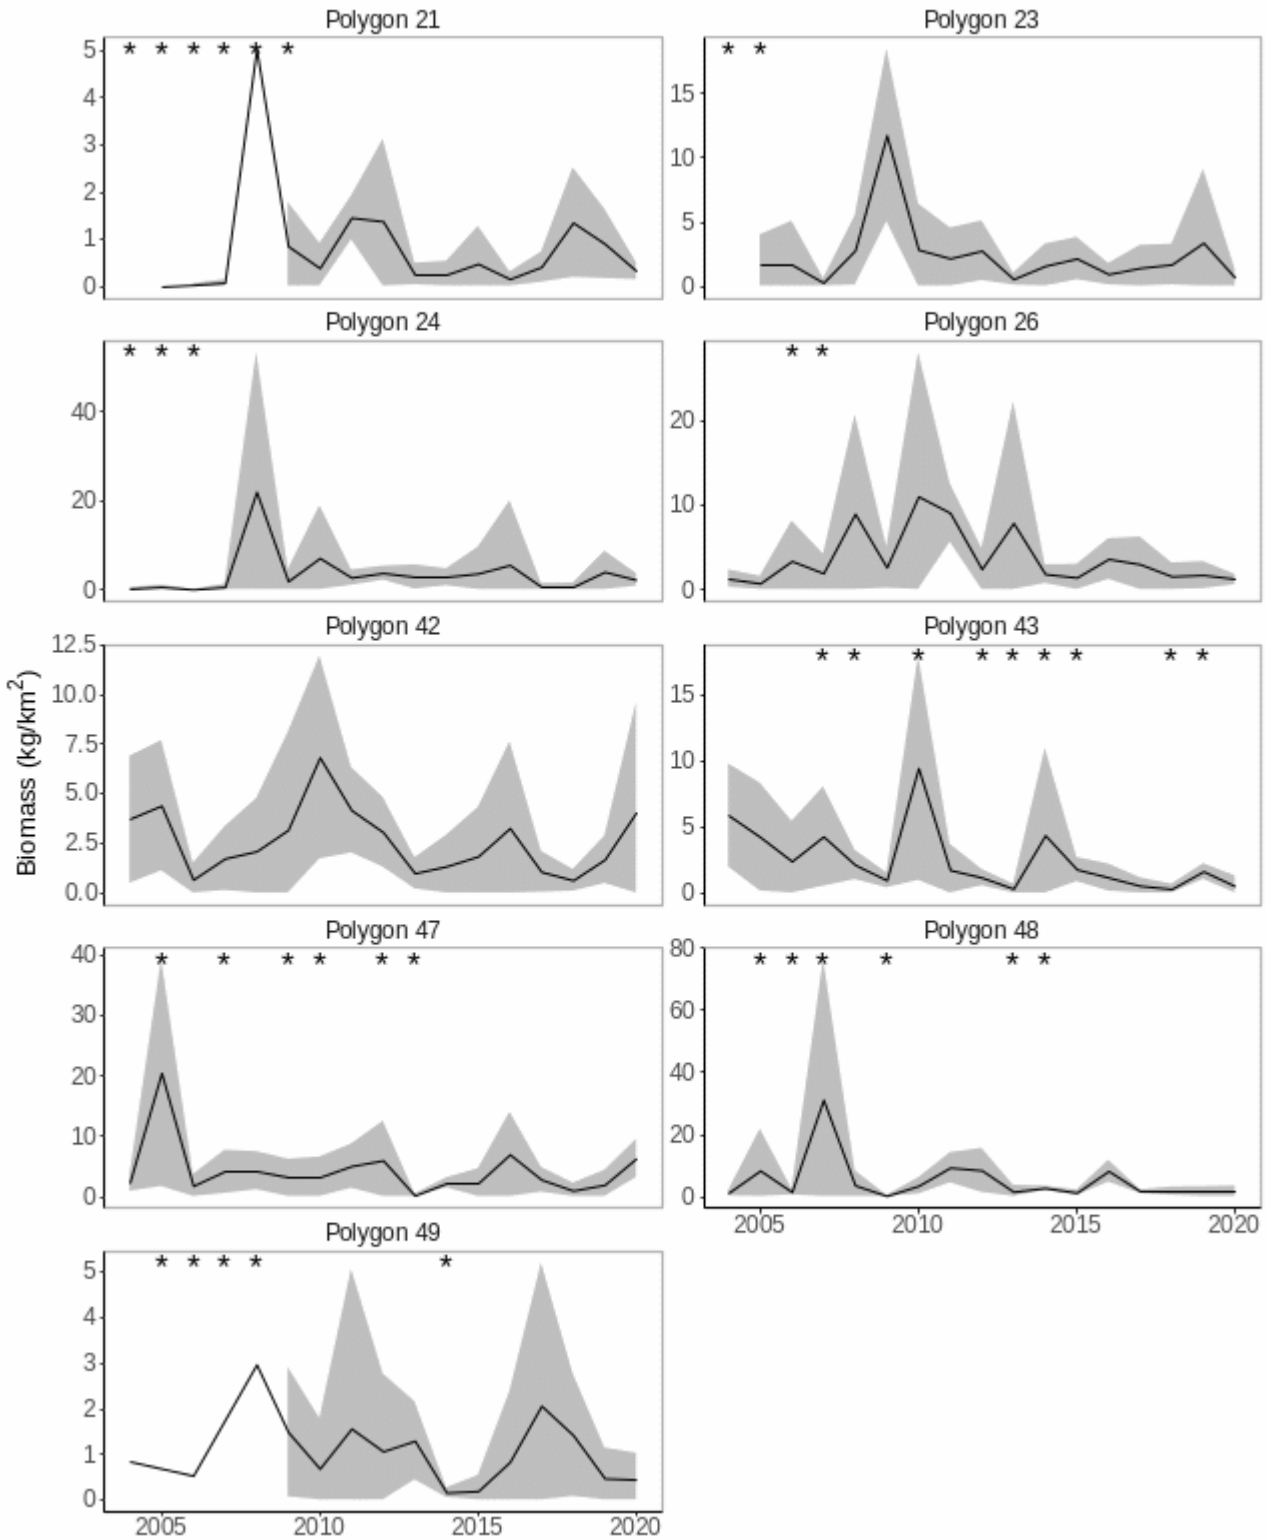 Polygon 21
Polygon 23
* * * * * *
* *
5
4
3
2
1
0
15
10
5
0
Polygon 24
Polygon 26
* * *
* *
40
20
0
20
10
0
Biomass (kg/km²)
Polygon 42
Polygon 43
* * * * * * * * *
12.5
10.0
7.5
5.0
2.5
0.0
15
10
5
0
Polygon 47
Polygon 48
* * * * * *
* * * * * *
40
30
20
10
0
80
60
40
20
0
2005 2010 2015 2020
Polygon 49
* * * * *
5
4
3
2
1
0
2005 2010 2015 2020